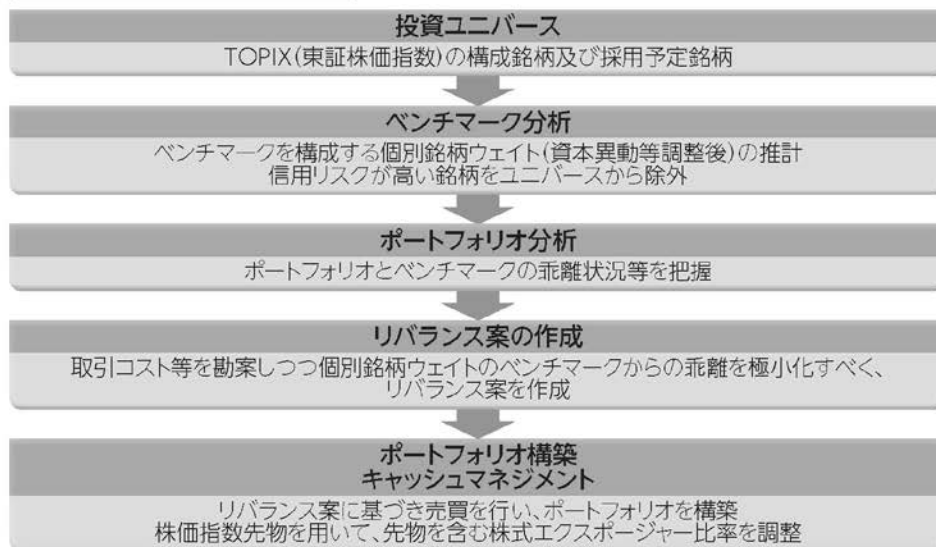 投資ユニバース
TOPIX(東証株価指数)の構成銘柄及び採用予定銘柄
ベンチマーク分析
ベンチマークを構成する個別銘柄ウェイト(資本異動等調整後)の推計
信用リスクが高い銘柄をユニバースから除外
ポートフォリオ分析
ポートフォリオとベンチマークの乖離状況等を把握
リバランス案の作成
取引コスト等を勘案しつつ個別銘柄ウェイトのベンチマークからの乖離を極小化すべく、
リバランス案を作成
ポートフォリオ構築
キャッシュマネジメント
リバランス案に基づき売買を行い、ポートフォリオを構築
株価指数先物を用いて、先物を含む株式エクスポージャー比率を調整